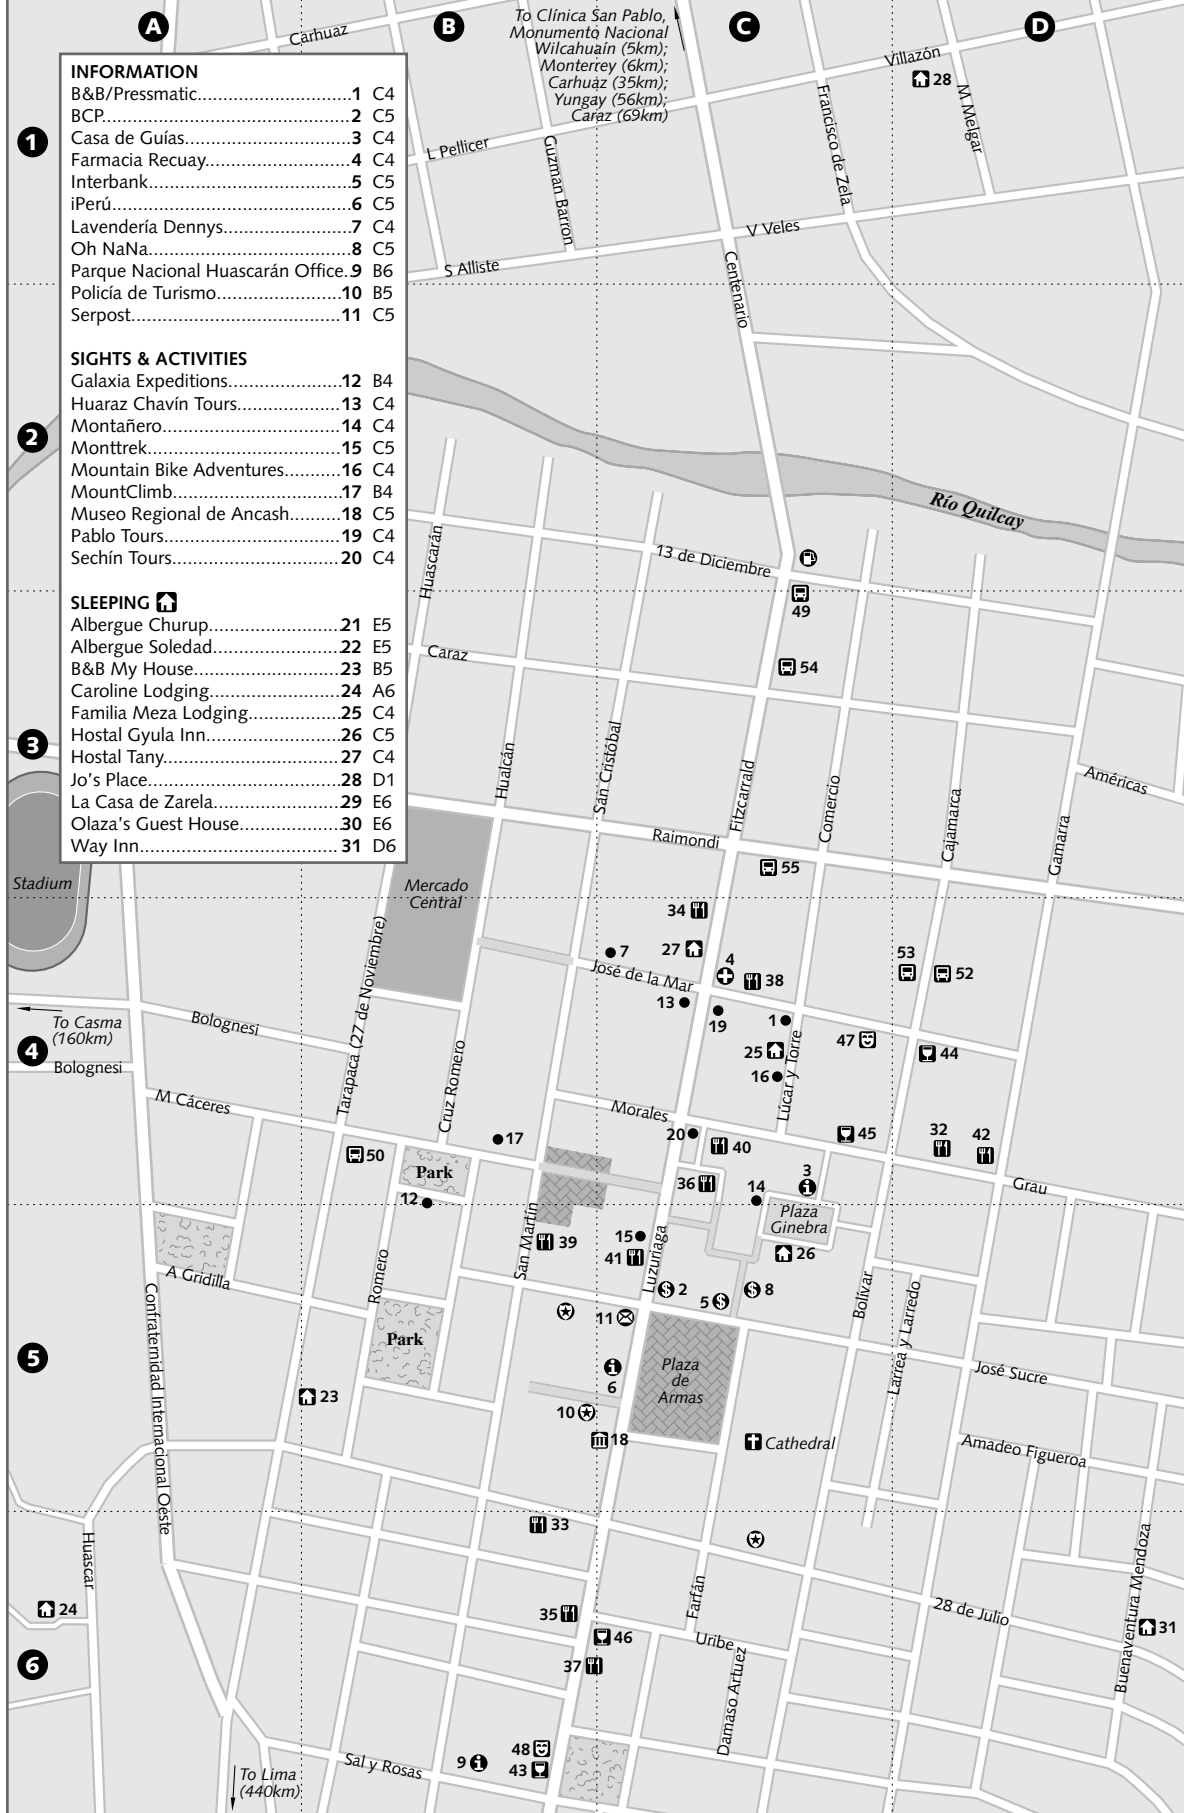 A
B
C
D
To Clínica San Pablo,
Monumento Nacional
Wilcahuaín (5km);
Monterrey (6km);
Carhuaz (35km);
Yungay (56km);
Caraz (69km)
Carhuaz
Villazón
28
M Melgar
Francisco de Zela
Guzman Barron
L Pellicer
V Veles
S Alliste
Centenario
1
INFORMATION
B&B/Pressmatic..............................1 C4
BCP..............................2 C5
Casa de Guías..............................3 C4
Farmacia Recuay..............................4 C4
Interbank..............................5 C5
iPerú..............................6 C5
Lavendería Dennys..............................7 C4
Oh NaNa..............................8 C5
Parque Nacional Huascarán Office..9 B6
Policía de Turismo......................10 B5
Serpost......................11 C5
SIGHTS & ACTIVITIES
Galaxia Expeditions......................12 B4
Huaraz Chavín Tours....................13 C4
Montañero......................14 C4
Monttrek......................15 C5
Mountain Bike Adventures...........16 C4
MountClimb......................17 B4
Museo Regional de Ancash..........18 C5
Pablo Tours......................19 C4
Sechín Tours......................20 C4
SLEEPING
Albergue Churup......................21 E5
Albergue Soledad......................22 E5
B&B My House......................23 B5
Caroline Lodging......................24 A6
Familia Meza Lodging..................25 C4
Hostal Gyula Inn......................26 C5
Hostal Tany......................27 C4
Jo's Place......................28 D1
La Casa de Zarela......................29 E6
Olaza's Guest House....................30 E6
Way Inn......................31 D6
2
Río Quilcay
13 de Diciembre
49
54
Huascarán
Caraz
3
Hualcán
San Cristóbal
Fitzcarrald
Comercio
Cajamarca
Gamarra
Américas
Raimondi
55
Stadium
Mercado
Central
34
7
27
4
38
53
52
José de la Mar
13
19
1
47
44
25
16
Lúcar y Torre
To Casma
(160km)
4
Bolognesi
Bolognesi
Tarapaca (27 de Noviembre)
Cruz Romero
M Cáceres
Morales
17
20
40
45
32
42
50
Park
12
36
14
3
Grau
Plaza
Ginebra
San Martín
39
15
41
Luzuriaga
26
2
5
8
A Gridilla
Romero
11
Bolívar
Larrea y Larredo
Confraternidad Internacional Oeste
5
Park
6
Plaza
de
Armas
José Sucre
23
10
18
Cathedral
Amadeo Figueroa
33
Huascar
24
35
Farfán
28 de Julio
Buenaventura Mendoza
31
46
Uribe
37
6
Damaso Artuez
48
9
43
Sal y Rosas
To Lima
(440km)